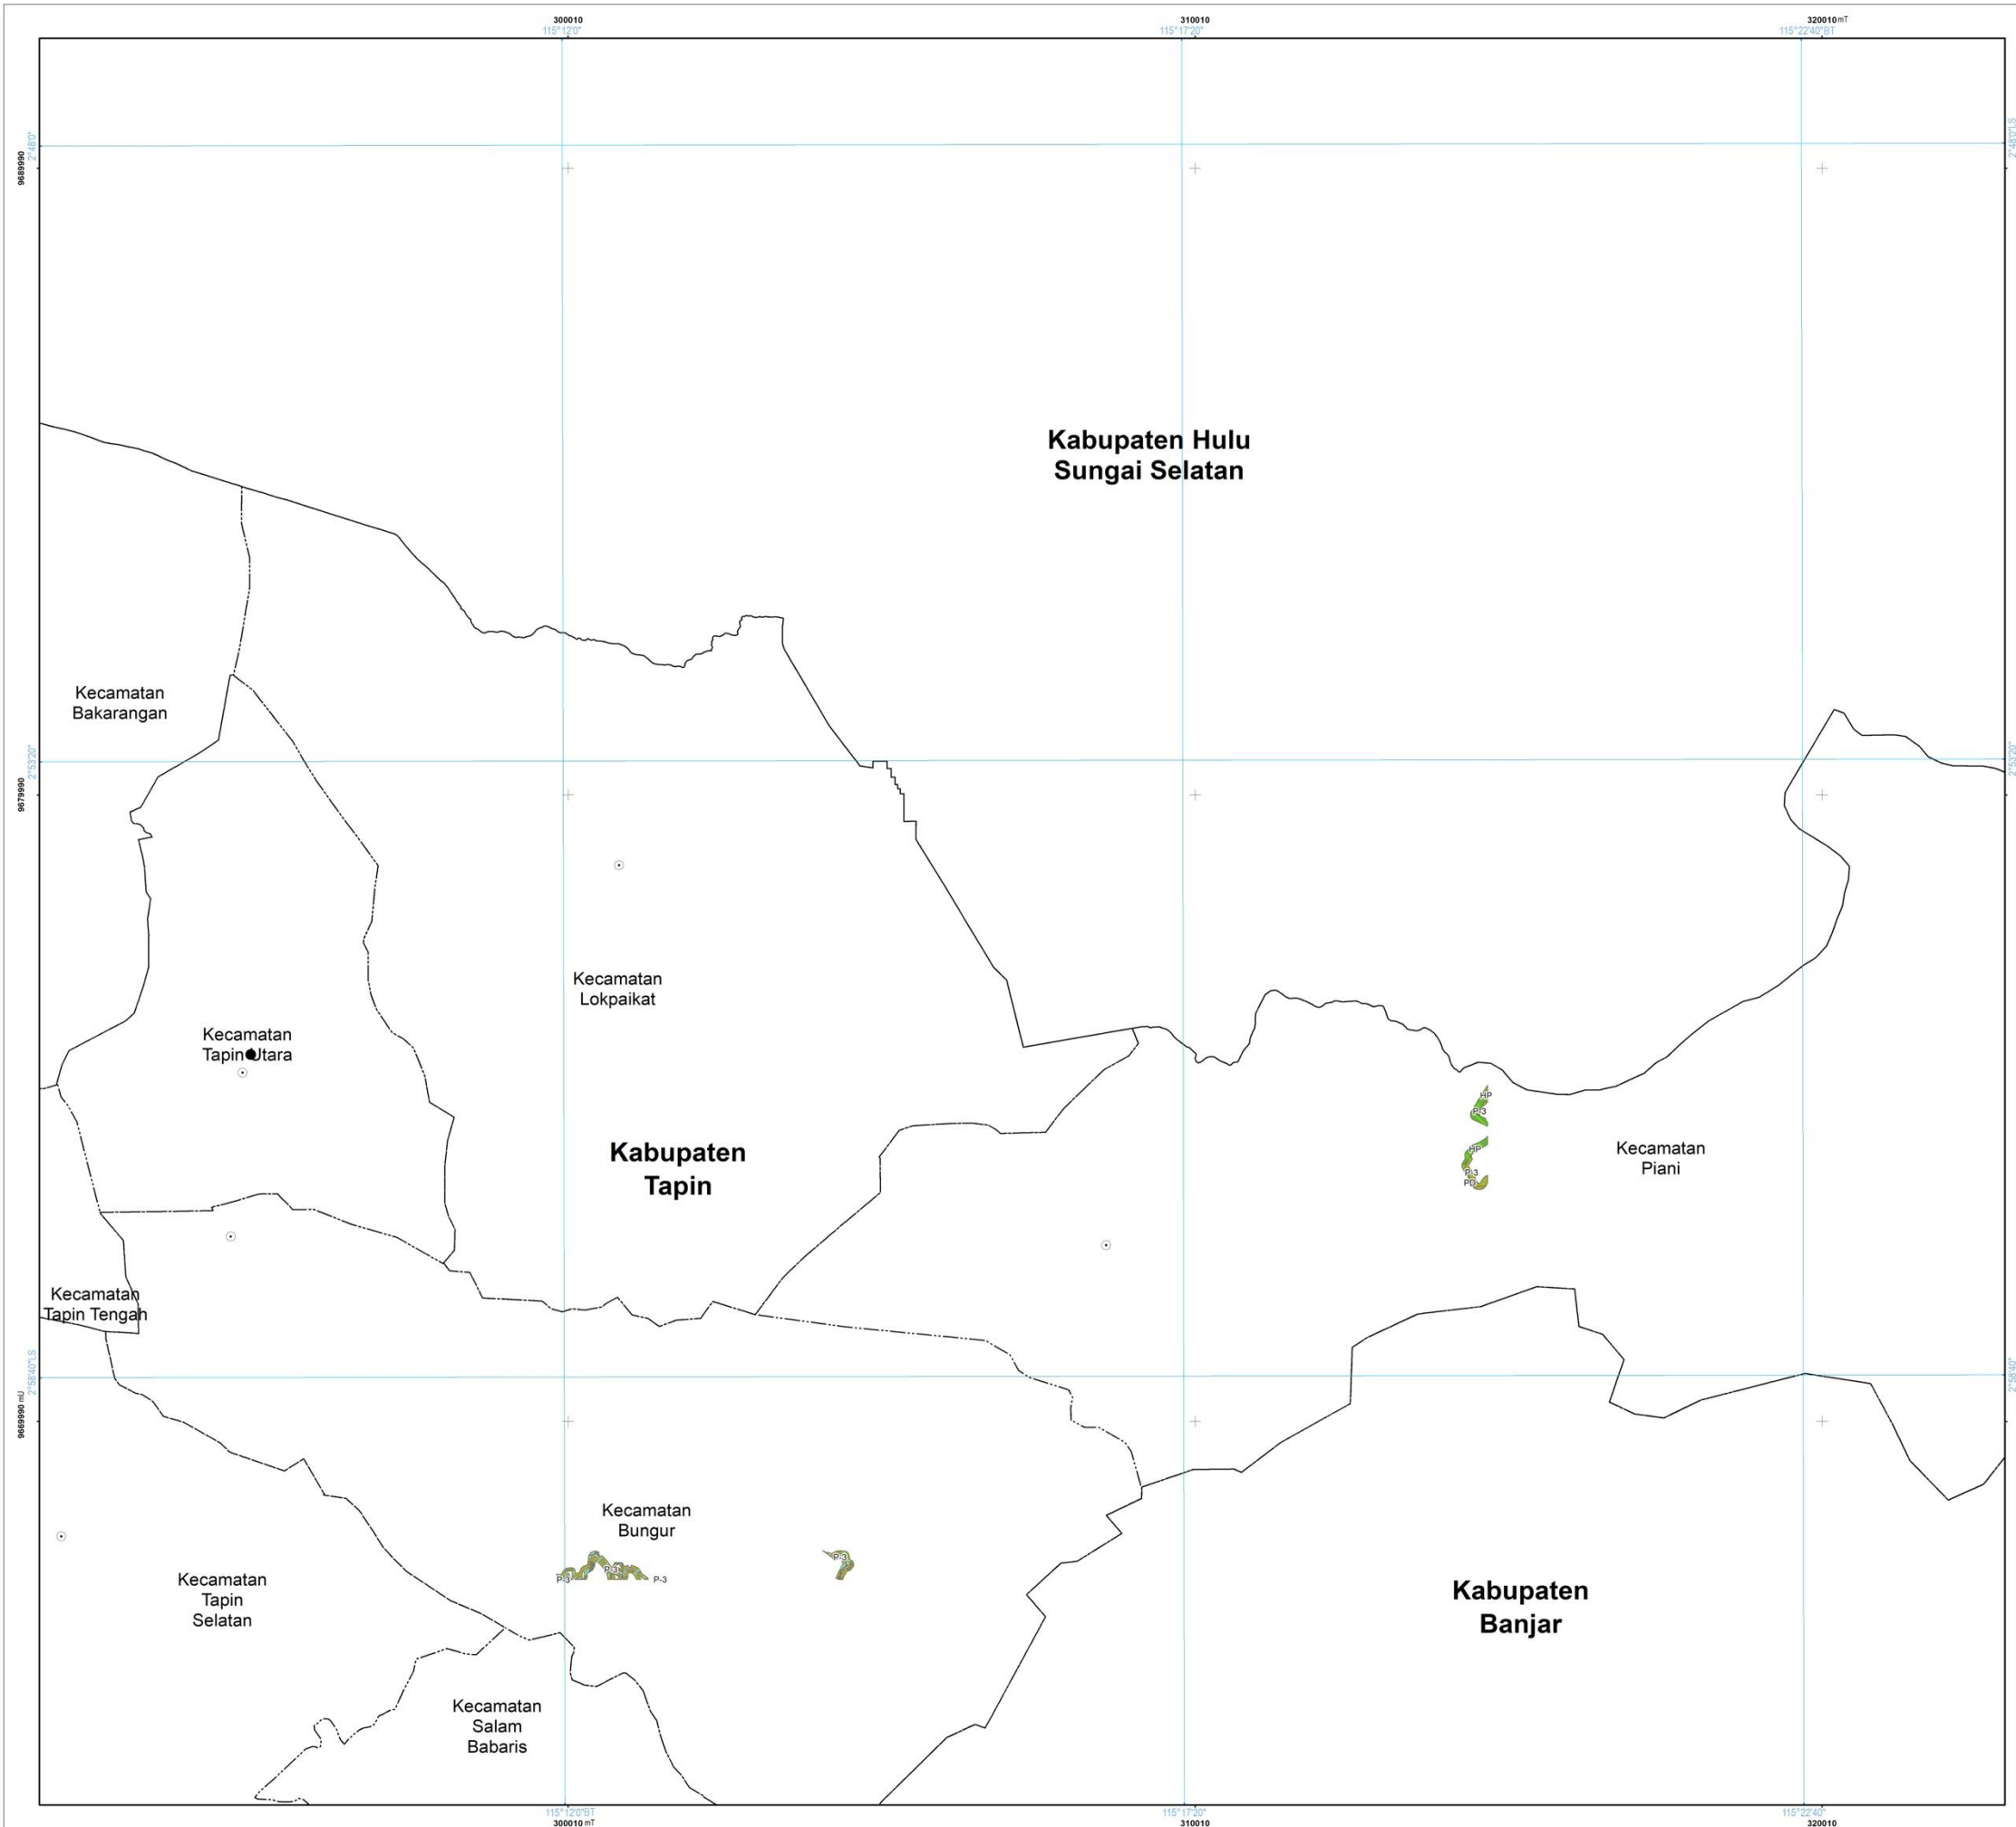 300010
310010
320010 mT
115°12'0"
115°17'20"
115°22'40"BT
2°48'0"
2°48'0"LS
9689990
Kabupaten Hulu
Sungai Selatan
Kecamatan
Bakarangan
2°53'20"
2°53'20"
9679990
Kecamatan
Lokpaikat
Kecamatan
Tapin Utara
HP
P-3
Kabupaten
Tapin
HP
P-3
PD
Kecamatan
Piani
Kecamatan
Tapin Tengah
2°58'40"LS
2°58'40"
9669990 mU
Kecamatan
Bungur
P-3
P-3
P-3
P-3
Kecamatan
Tapin
Selatan
Kabupaten
Banjar
Kecamatan
Salam
Babaris
115°12'0"BT
115°17'20"
115°22'40"
300010 mT
310010
320010